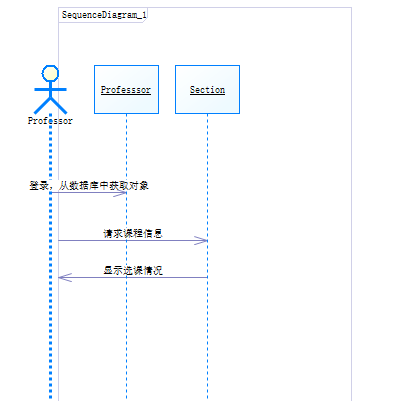 SequenceDiagram_1
Professsor
Section
Professor
登录，从数据库中获取对象
请求课程信息
显示选课情况